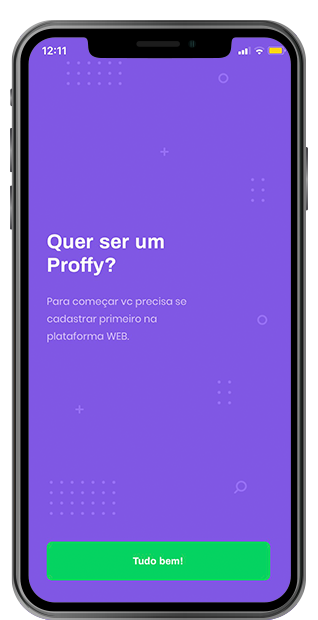 12:11
Quer ser um
Proffy?
Para começar vc precisa se
cadastrar primeiro na
plataforma WEB.
Tudo bem!